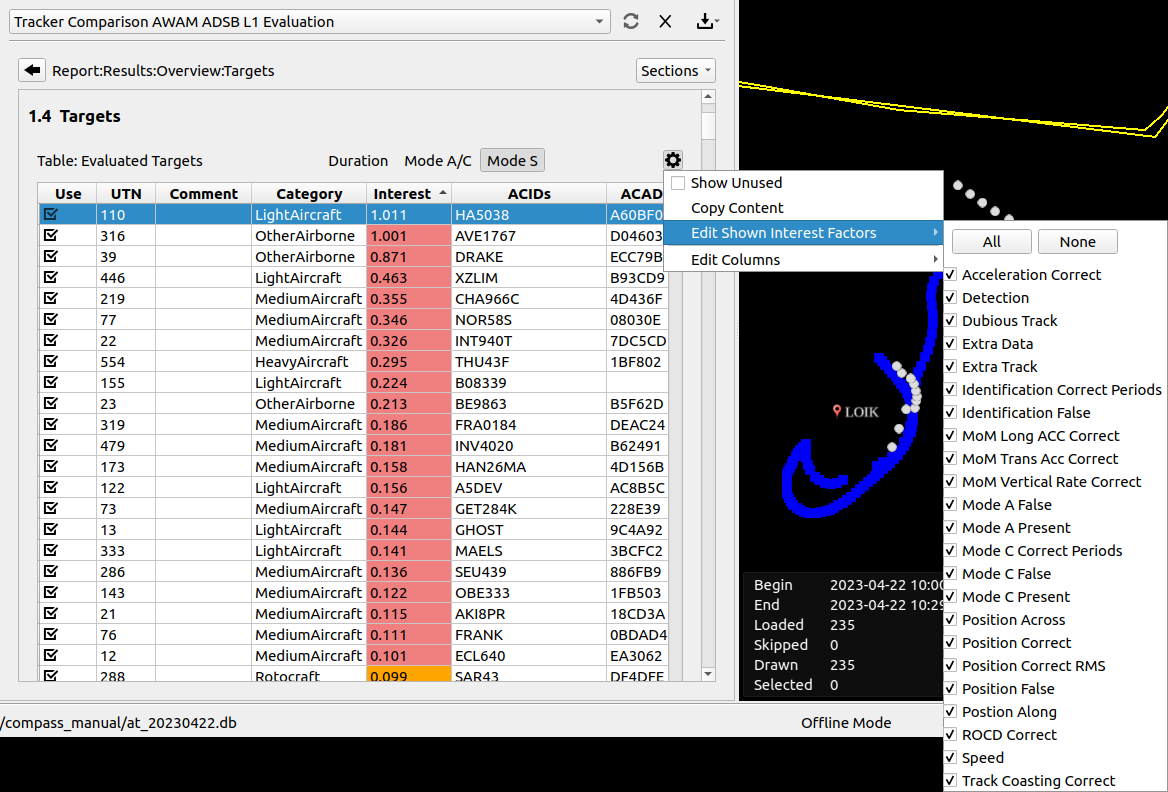 Tracker Comparison AWAM ADSB L1 Evaluation
Report:Results:Overview:Targets
Sections
1.4 Targets
Table: Evaluated Targets Duration Mode A/C Mode S
Use UTN Comment Category Interest ACIDs ACAD
110 LightAircraft 1.011 HA5038 A60BF0
316 OtherAirborne 1.001 AVE1767 D04603
39 OtherAirborne 0.871 DRAKE ECC79B
446 LightAircraft 0.463 XZLIM B93CD9
219 MediumAircraft 0.355 CHA966C 4D436F
77 MediumAircraft 0.346 NOR58S 08030E
22 MediumAircraft 0.326 INT940T 7DC5CD
554 HeavyAircraft 0.295 THU43F 1BF802
155 LightAircraft 0.224 B08339
23 OtherAirborne 0.213 BE9863 B5F62D
319 MediumAircraft 0.186 FRA0184 DEAC24
479 MediumAircraft 0.181 INV4020 B62491
173 MediumAircraft 0.158 HAN26MA 4D156B
122 LightAircraft 0.156 A5DEV AC8B5C
73 MediumAircraft 0.147 GET284K 228E39
13 LightAircraft 0.144 GHOST 9C4A92
333 LightAircraft 0.141 MAELS 3BCFC2
286 MediumAircraft 0.136 SEU439 886FB9
143 MediumAircraft 0.122 OBE333 1FB503
21 MediumAircraft 0.115 AKI8PR 18CD3A
76 MediumAircraft 0.111 FRANK 0BDAD4
12 MediumAircraft 0.101 ECL640 EA3062
288 Rotocraft 0.099 SAR43 DF4DFE
/compass_manual/at_20230422.db
Offline Mode
Show Unused
Copy Content
Edit Shown Interest Factors
Edit Columns
All None
Acceleration Correct
Detection
Dubious Track
Extra Data
Extra Track
Identification Correct Periods
Identification False
MoM Long ACC Correct
MoM Trans Acc Correct
MoM Vertical Rate Correct
Mode A False
Mode A Present
Mode C Correct Periods
Mode C False
Mode C Present
Position Across
Position Correct
Position Correct RMS
Position False
Postion Along
ROCD Correct
Speed
Track Coasting Correct
LOIK
Begin 2023-04-22 10:00
End 2023-04-22 10:29
Loaded 235
Skipped 0
Drawn 235
Selected 0